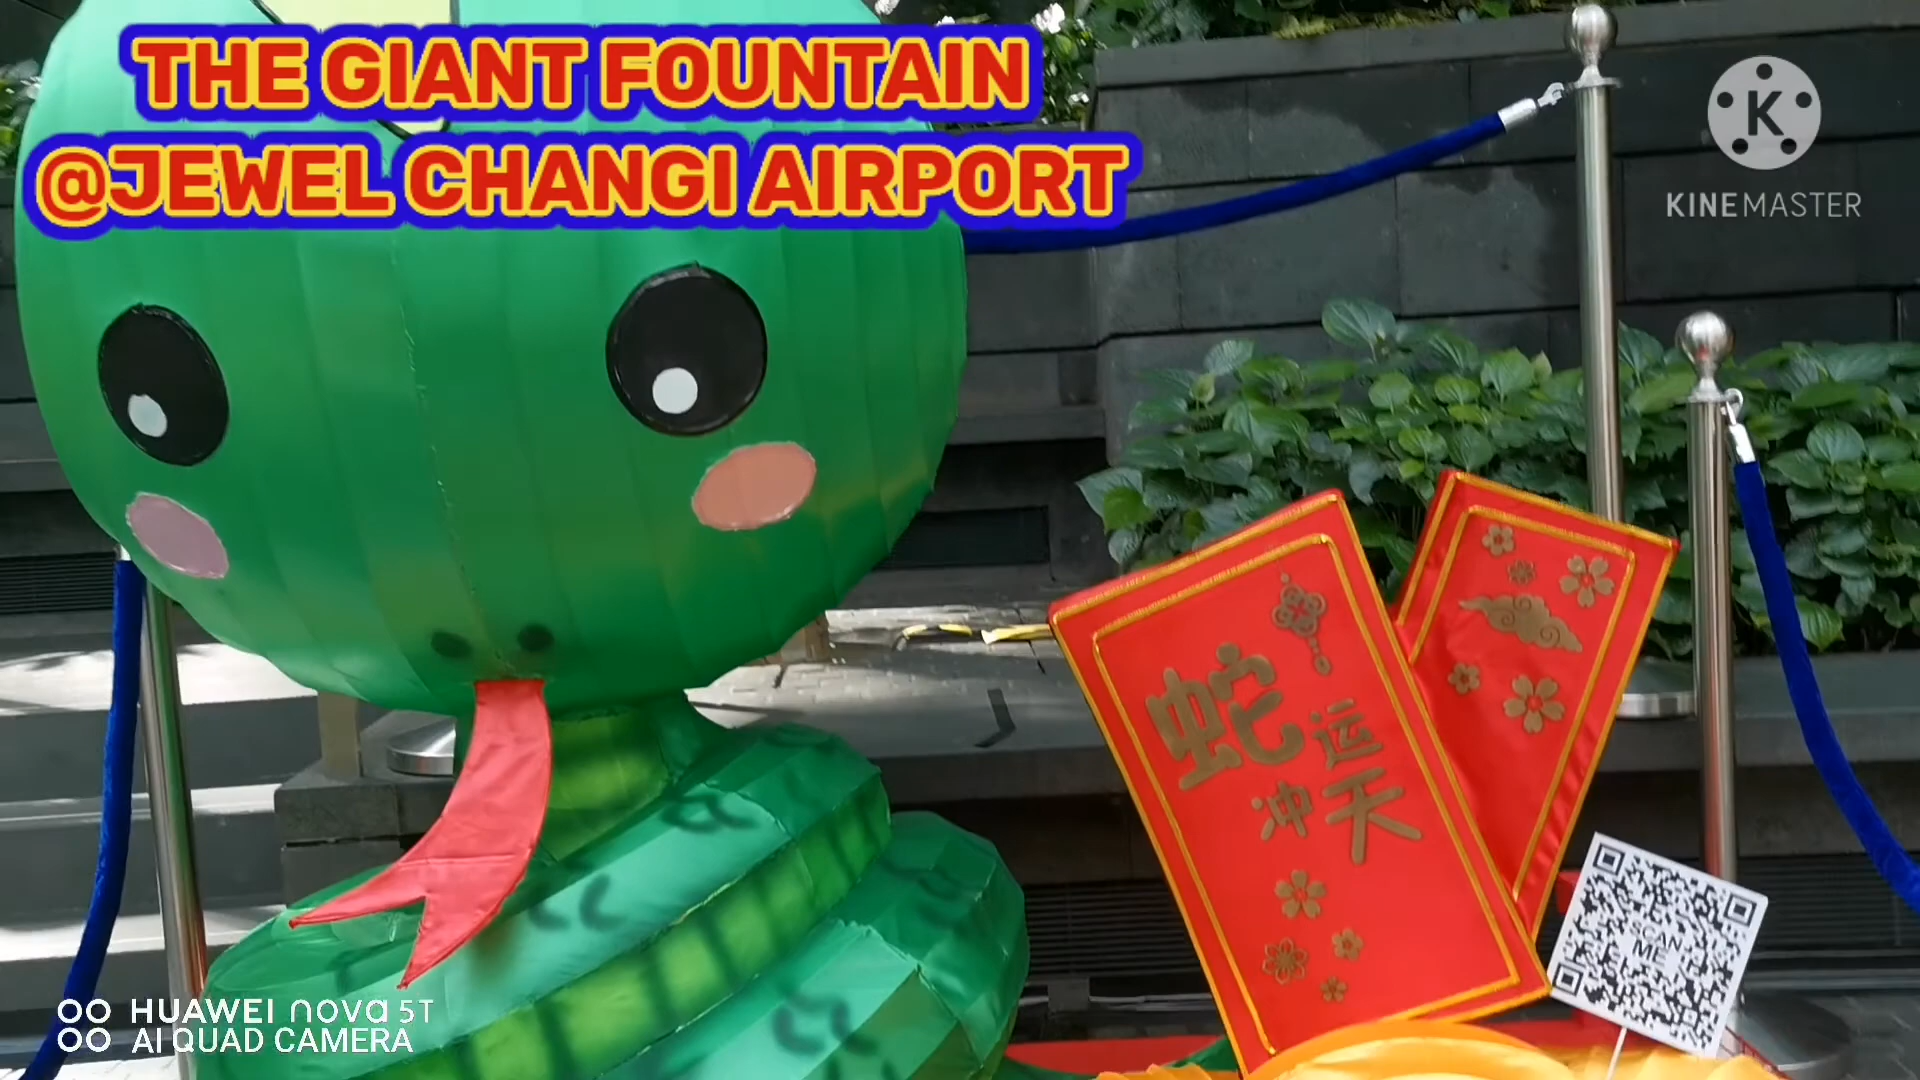 THE GIANT FOUNTAIN
@JEWEL CHANGI AIRPORT
K
KINEMASTER
蛇运
冲天
SCAN
ME
HUAWEI nova 5T
AI QUAD CAMERA